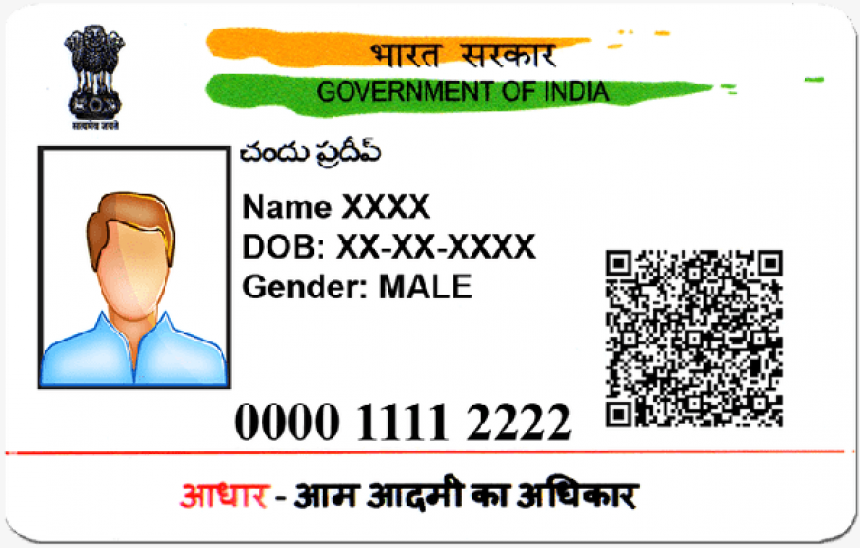 भारत सरकार
GOVERNMENT OF INDIA
सत्यमेव जयते
చందు ప్రదీప్
Name XXXX
DOB: XX-XX-XXXX
Gender: MALE
0000 1111 2222
आधार - आम आदमी का अधिकार